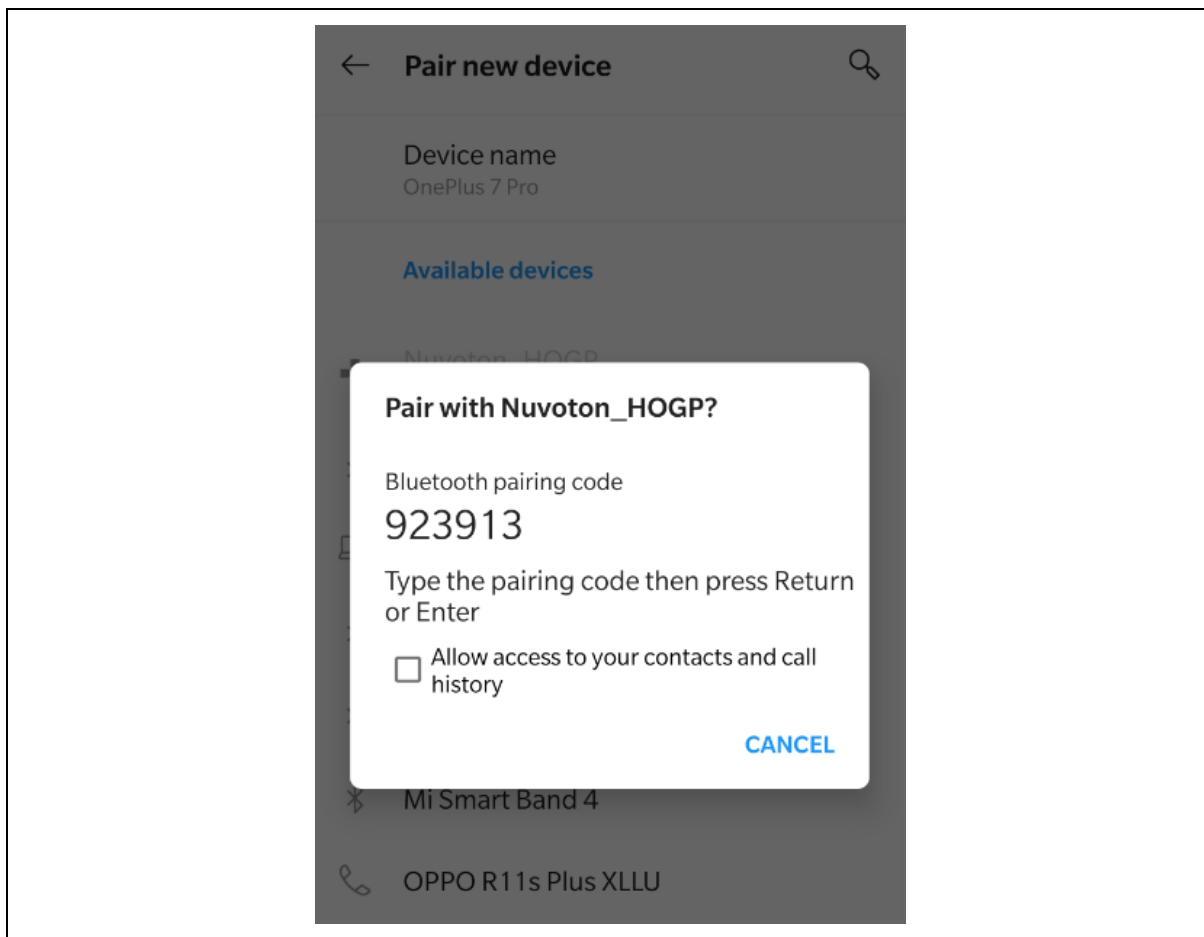 Pair new device
Device name
OnePlus 7 Pro
Available devices
Nuvoton_HOGP
Pair with Nuvoton_HOGP?
Bluetooth pairing code
923913
Type the pairing code then press Return
or Enter
Allow access to your contacts and call
history
CANCEL
Mi Smart Band 4
OPPO R11s Plus XLLU